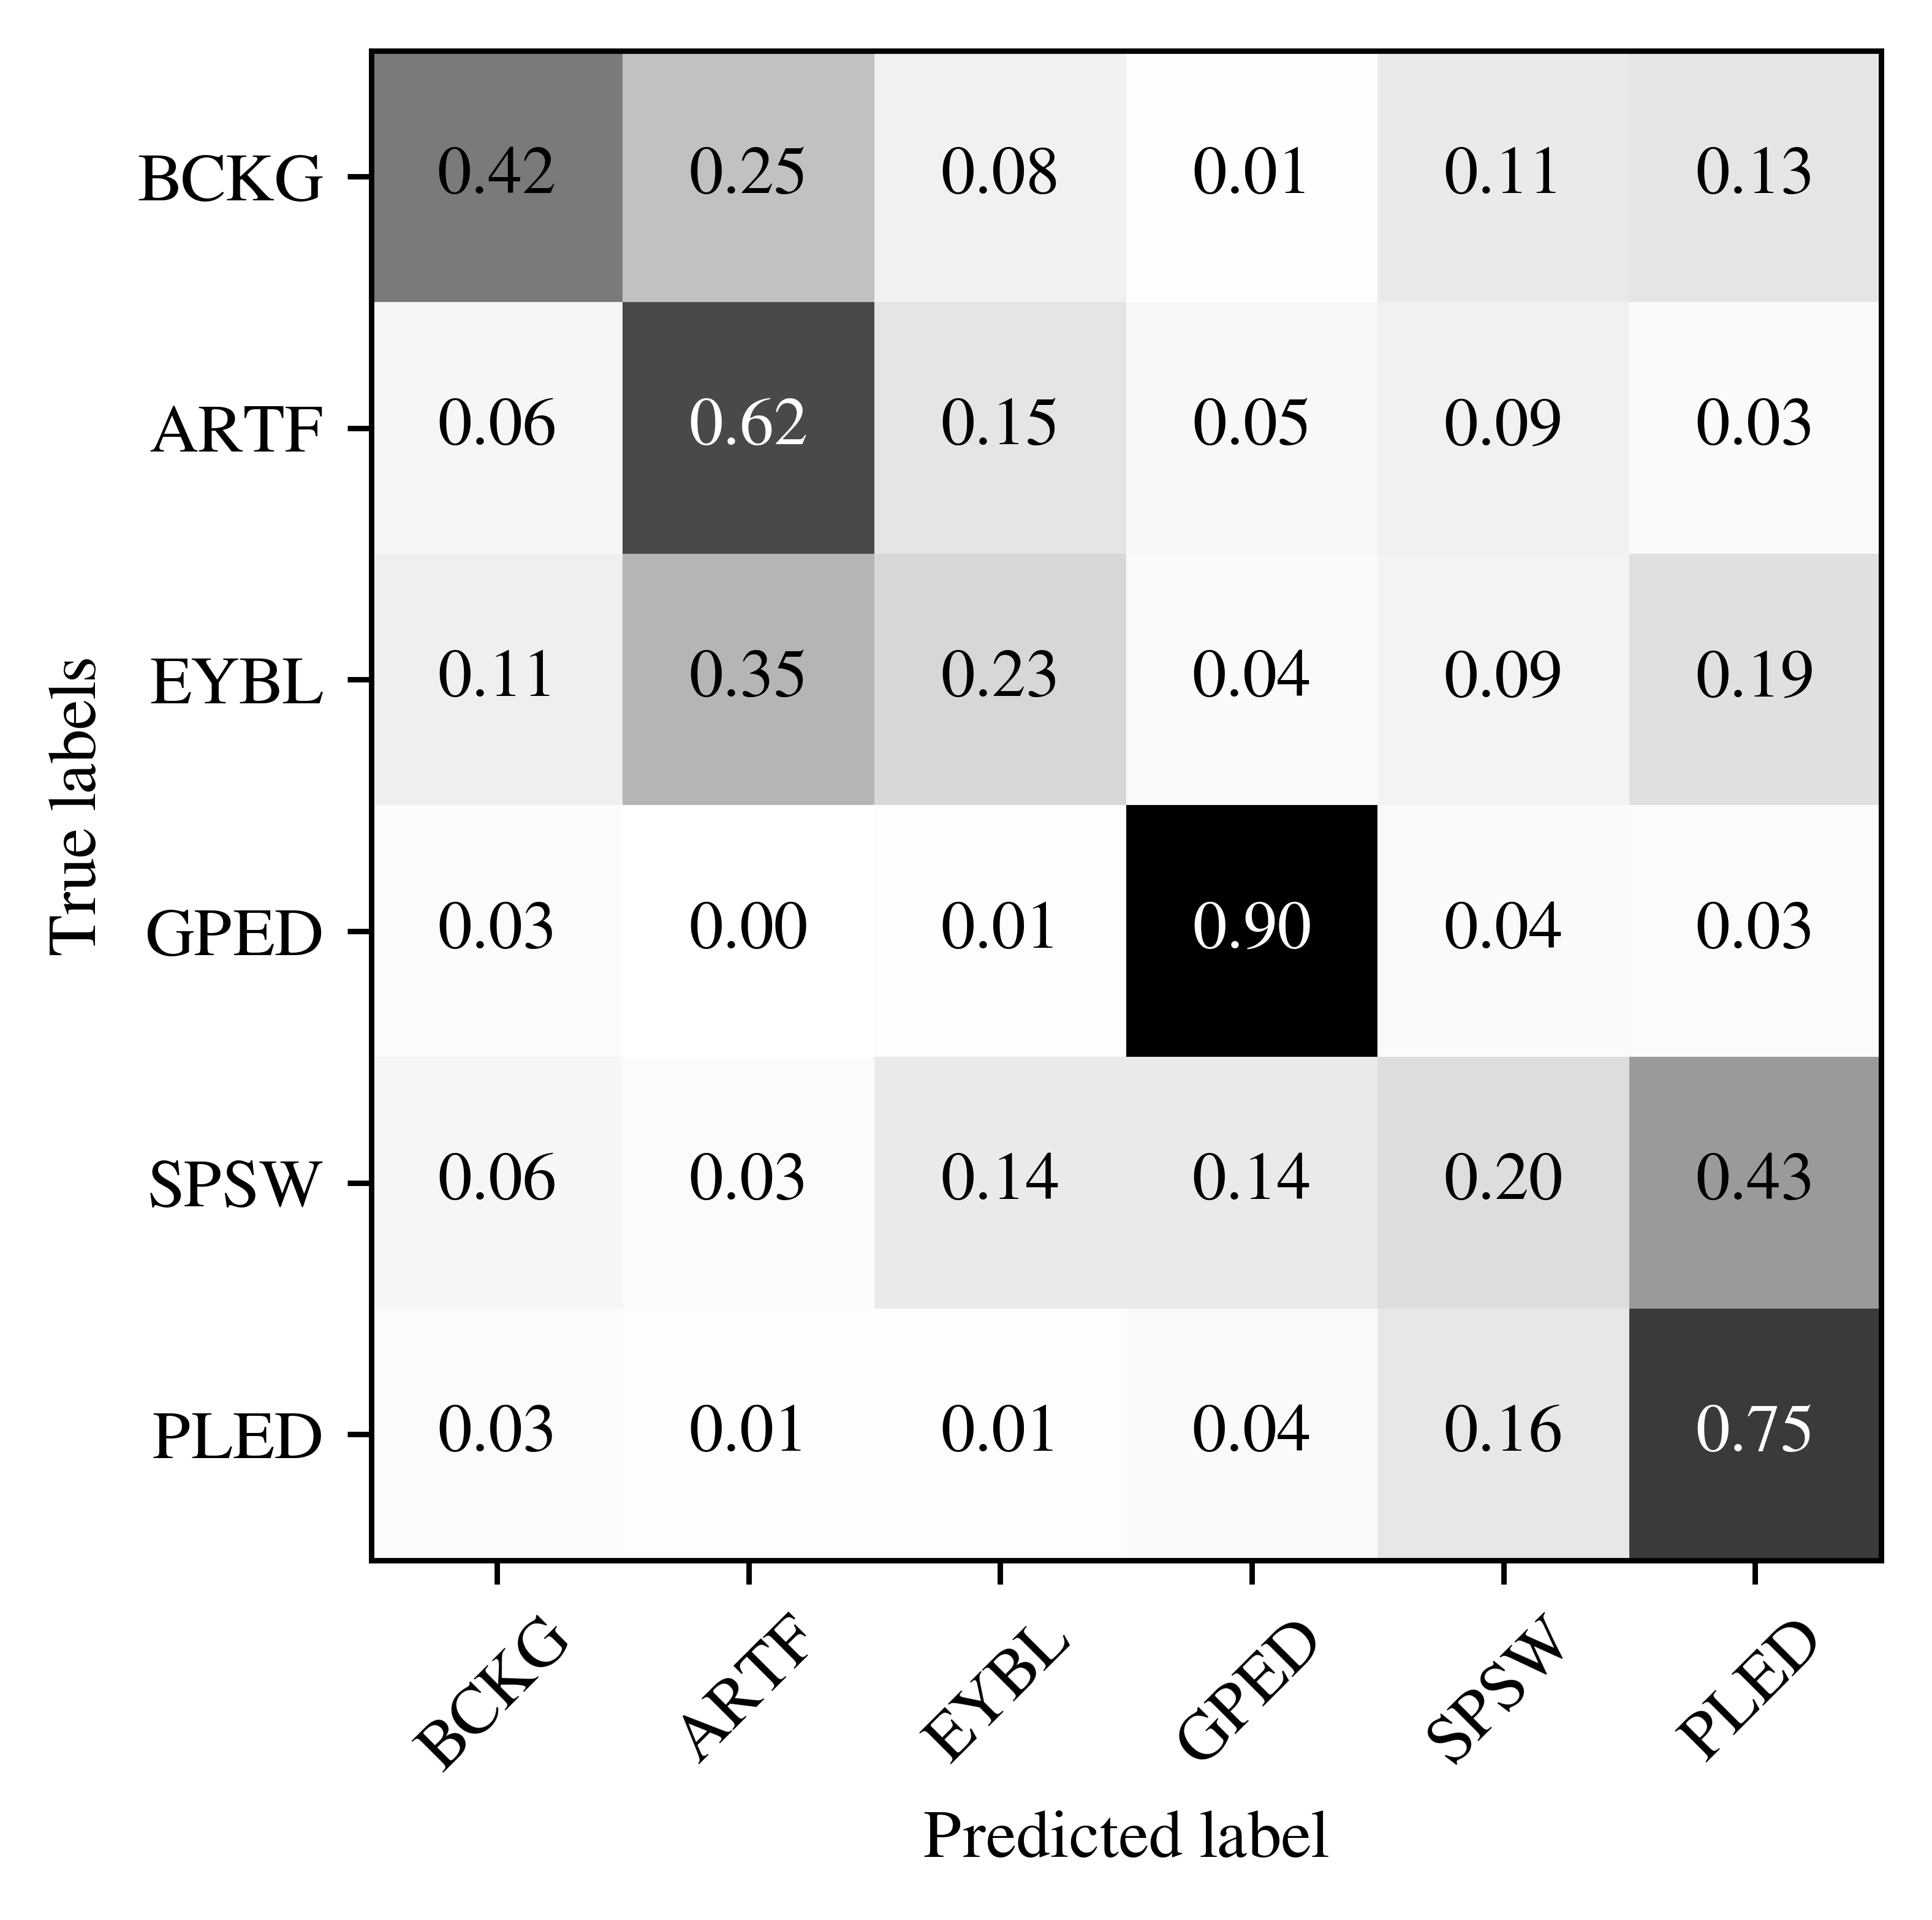 True labels
BCKG 0.42 0.25 0.08 0.01 0.11 0.13
ARTF 0.06 0.62 0.15 0.05 0.09 0.03
EYBL 0.11 0.35 0.23 0.04 0.09 0.19
GPED 0.03 0.00 0.01 0.90 0.04 0.03
SPSW 0.06 0.03 0.14 0.14 0.20 0.43
PLED 0.03 0.01 0.01 0.04 0.16 0.75
BCKG ARTF EYBL GPED SPSW PLED
Predicted label